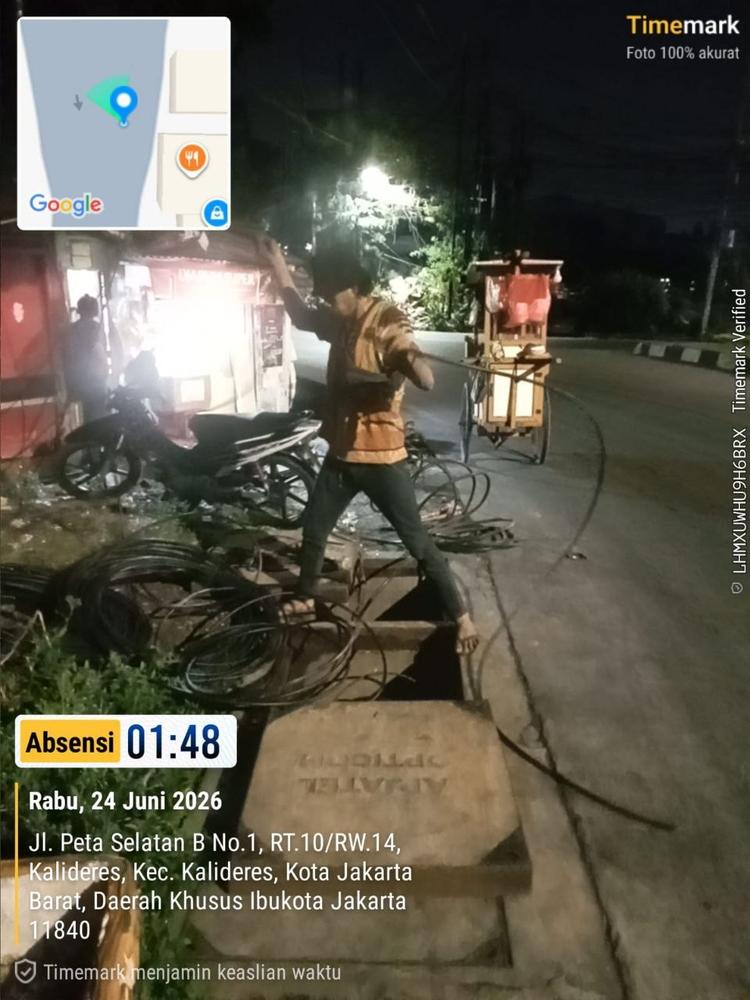 Timemark
Foto 100% akurat
Google
LHMXUWHU9H6BRX Timemark Verified
Absensi 01:48
Rabu, 24 Juni 2026
Jl. Peta Selatan B No.1, RT.10/RW.14,
Kalideres, Kec. Kalideres, Kota Jakarta
Barat, Daerah Khusus Ibukota Jakarta
11840
Timemark menjamin keaslian waktu